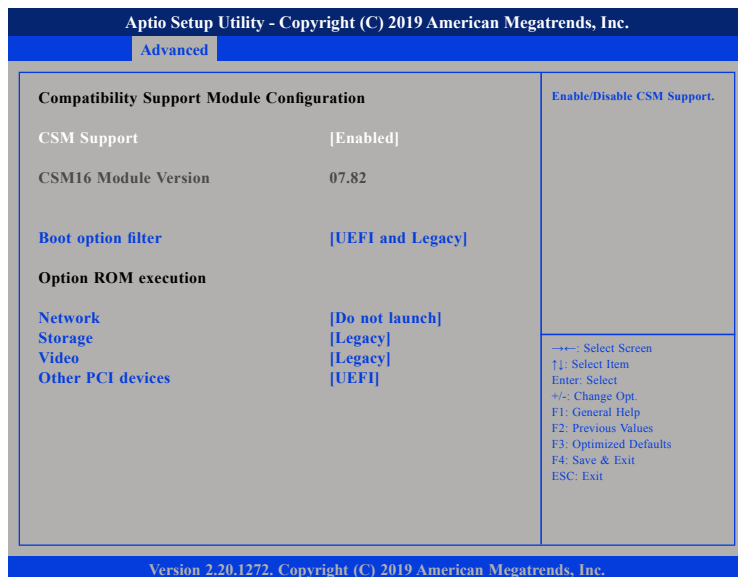 Aptio Setup Utility - Copyright (C) 2019 American Megatrends, Inc.
Advanced
Compatibility Support Module Configuration
CSM Support [Enabled]
CSM16 Module Version 07.82
Boot option filter [UEFI and Legacy]
Option ROM execution
Network [Do not launch]
Storage [Legacy]
Video [Legacy]
Other PCI devices [UEFI]
Enable/Disable CSM Support.
→←: Select Screen
↑↓: Select Item
Enter: Select
+/-: Change Opt.
F1: General Help
F2: Previous Values
F3: Optimized Defaults
F4: Save & Exit
ESC: Exit
Version 2.20.1272. Copyright (C) 2019 American Megatrends, Inc.